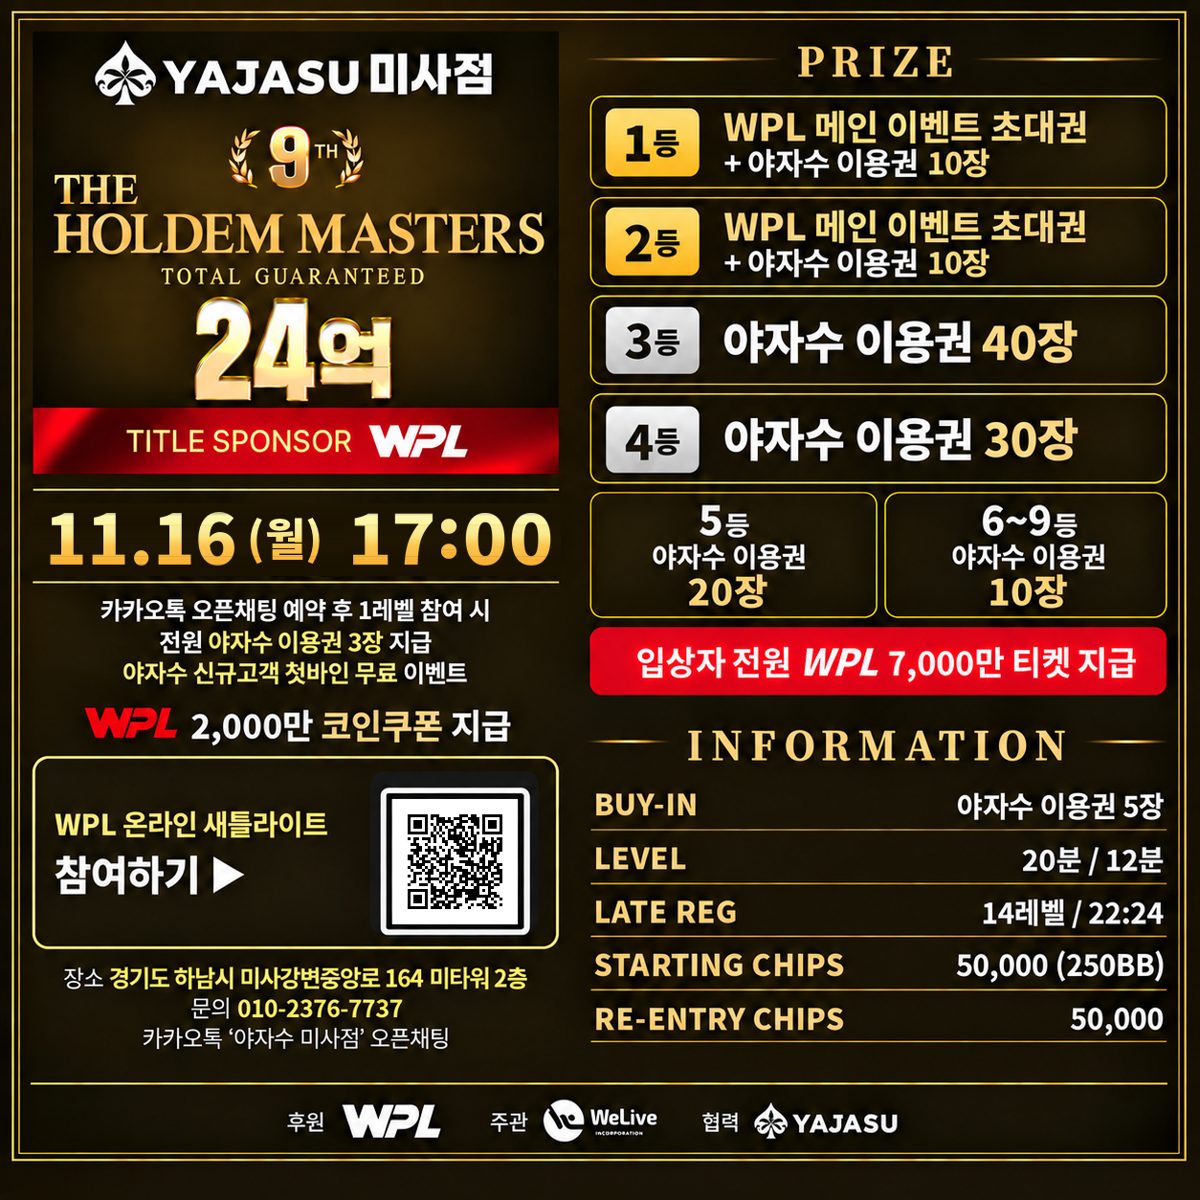 YAJASU 미사점
9TH
THE
HOLDEM MASTERS
TOTAL GUARANTEED
24억
TITLE SPONSOR WPL
11.16 (월) 17:00
카카오톡 오픈채팅 예약 후 1레벨 참여 시
전원 야자수 이용권 3장 지급
야자수 신규고객 첫바인 무료 이벤트
WPL 2,000만 코인쿠폰 지급
WPL 온라인 새틀라이트
참여하기 ▶
장소 경기도 하남시 미사강변중앙로 164 미타워 2층
문의 010-2376-7737
카카오톡 ‘야자수 미사점’ 오픈채팅
PRIZE
1등 WPL 메인 이벤트 초대권
+ 야자수 이용권 10장
2등 WPL 메인 이벤트 초대권
+ 야자수 이용권 10장
3등 야자수 이용권 40장
4등 야자수 이용권 30장
5등
야자수 이용권
20장
6~9등
야자수 이용권
10장
입상자 전원 WPL 7,000만 티켓 지급
INFORMATION
BUY-IN 야자수 이용권 5장
LEVEL 20분 / 12분
LATE REG 14레벨 / 22:24
STARTING CHIPS 50,000 (250BB)
RE-ENTRY CHIPS 50,000
후원 WPL 주관 WeLive INCORPORATION 협력 YAJASU